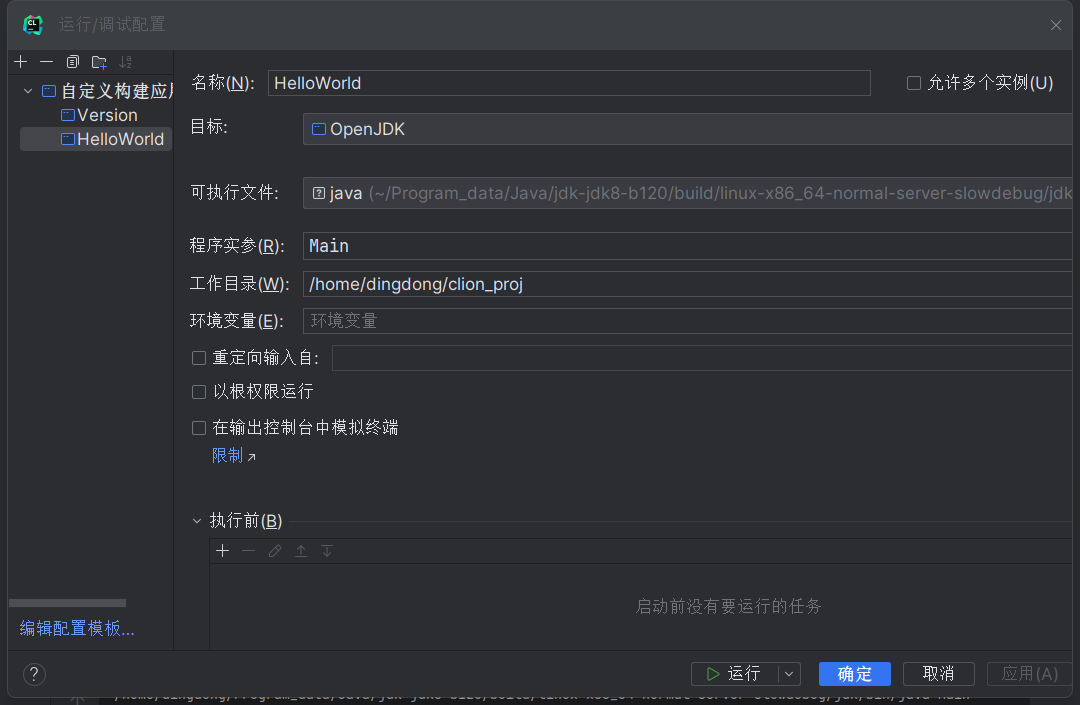 运行/调试配置
自定义构建应
Version
HelloWorld
编辑配置模板...
名称(N):
HelloWorld
允许多个实例(U)
目标:
OpenJDK
可执行文件:
java (~/Program_data/Java/jdk-jdk8-b120/build/linux-x86_64-normal-server-slowdebug/jdk
程序实参(R):
Main
工作目录(W):
/home/dingdong/clion_proj
环境变量(E):
环境变量
重定向输入自:
以根权限运行
在输出控制台中模拟终端
限制↗
执行前(B)
启动前没有要运行的任务
?
运行
确定
取消
应用(A)